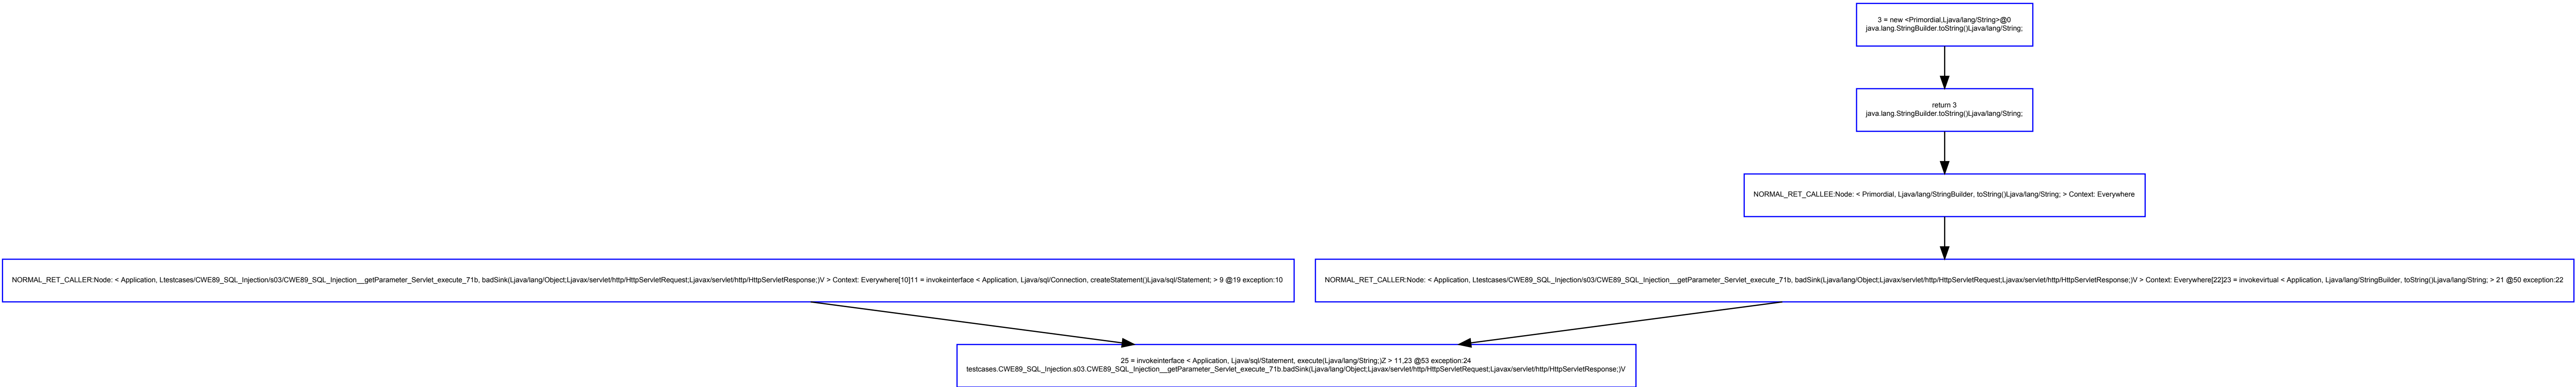 3 = new <Primordial,Ljava/lang/String>@0
java.lang.StringBuilder.toString()Ljava/lang/String;
return 3
java.lang.StringBuilder.toString()Ljava/lang/String;
NORMAL_RET_CALLEE:Node: < Primordial, Ljava/lang/StringBuilder, toString()Ljava/lang/String; > Context: Everywhere
NORMAL_RET_CALLER:Node: < Application, Ltestcases/CWE89_SQL_Injection/s03/CWE89_SQL_Injection__getParameter_Servlet_execute_71b, badSink(Ljava/lang/Object;Ljavax/servlet/http/HttpServletRequest;Ljavax/servlet/http/HttpServletResponse;)V > Context: Everywhere[10]11 = invokeinterface < Application, Ljava/sql/Connection, createStatement()Ljava/sql/Statement; > 9 @19 exception:10
NORMAL_RET_CALLER:Node: < Application, Ltestcases/CWE89_SQL_Injection/s03/CWE89_SQL_Injection__getParameter_Servlet_execute_71b, badSink(Ljava/lang/Object;Ljavax/servlet/http/HttpServletRequest;Ljavax/servlet/http/HttpServletResponse;)V > Context: Everywhere[22]23 = invokevirtual < Application, Ljava/lang/StringBuilder, toString()Ljava/lang/String; > 21 @50 exception:22
25 = invokeinterface < Application, Ljava/sql/Statement, execute(Ljava/lang/String;)Z > 11,23 @53 exception:24
testcases.CWE89_SQL_Injection.s03.CWE89_SQL_Injection__getParameter_Servlet_execute_71b.badSink(Ljava/lang/Object;Ljavax/servlet/http/HttpServletRequest;Ljavax/servlet/http/HttpServletResponse;)V